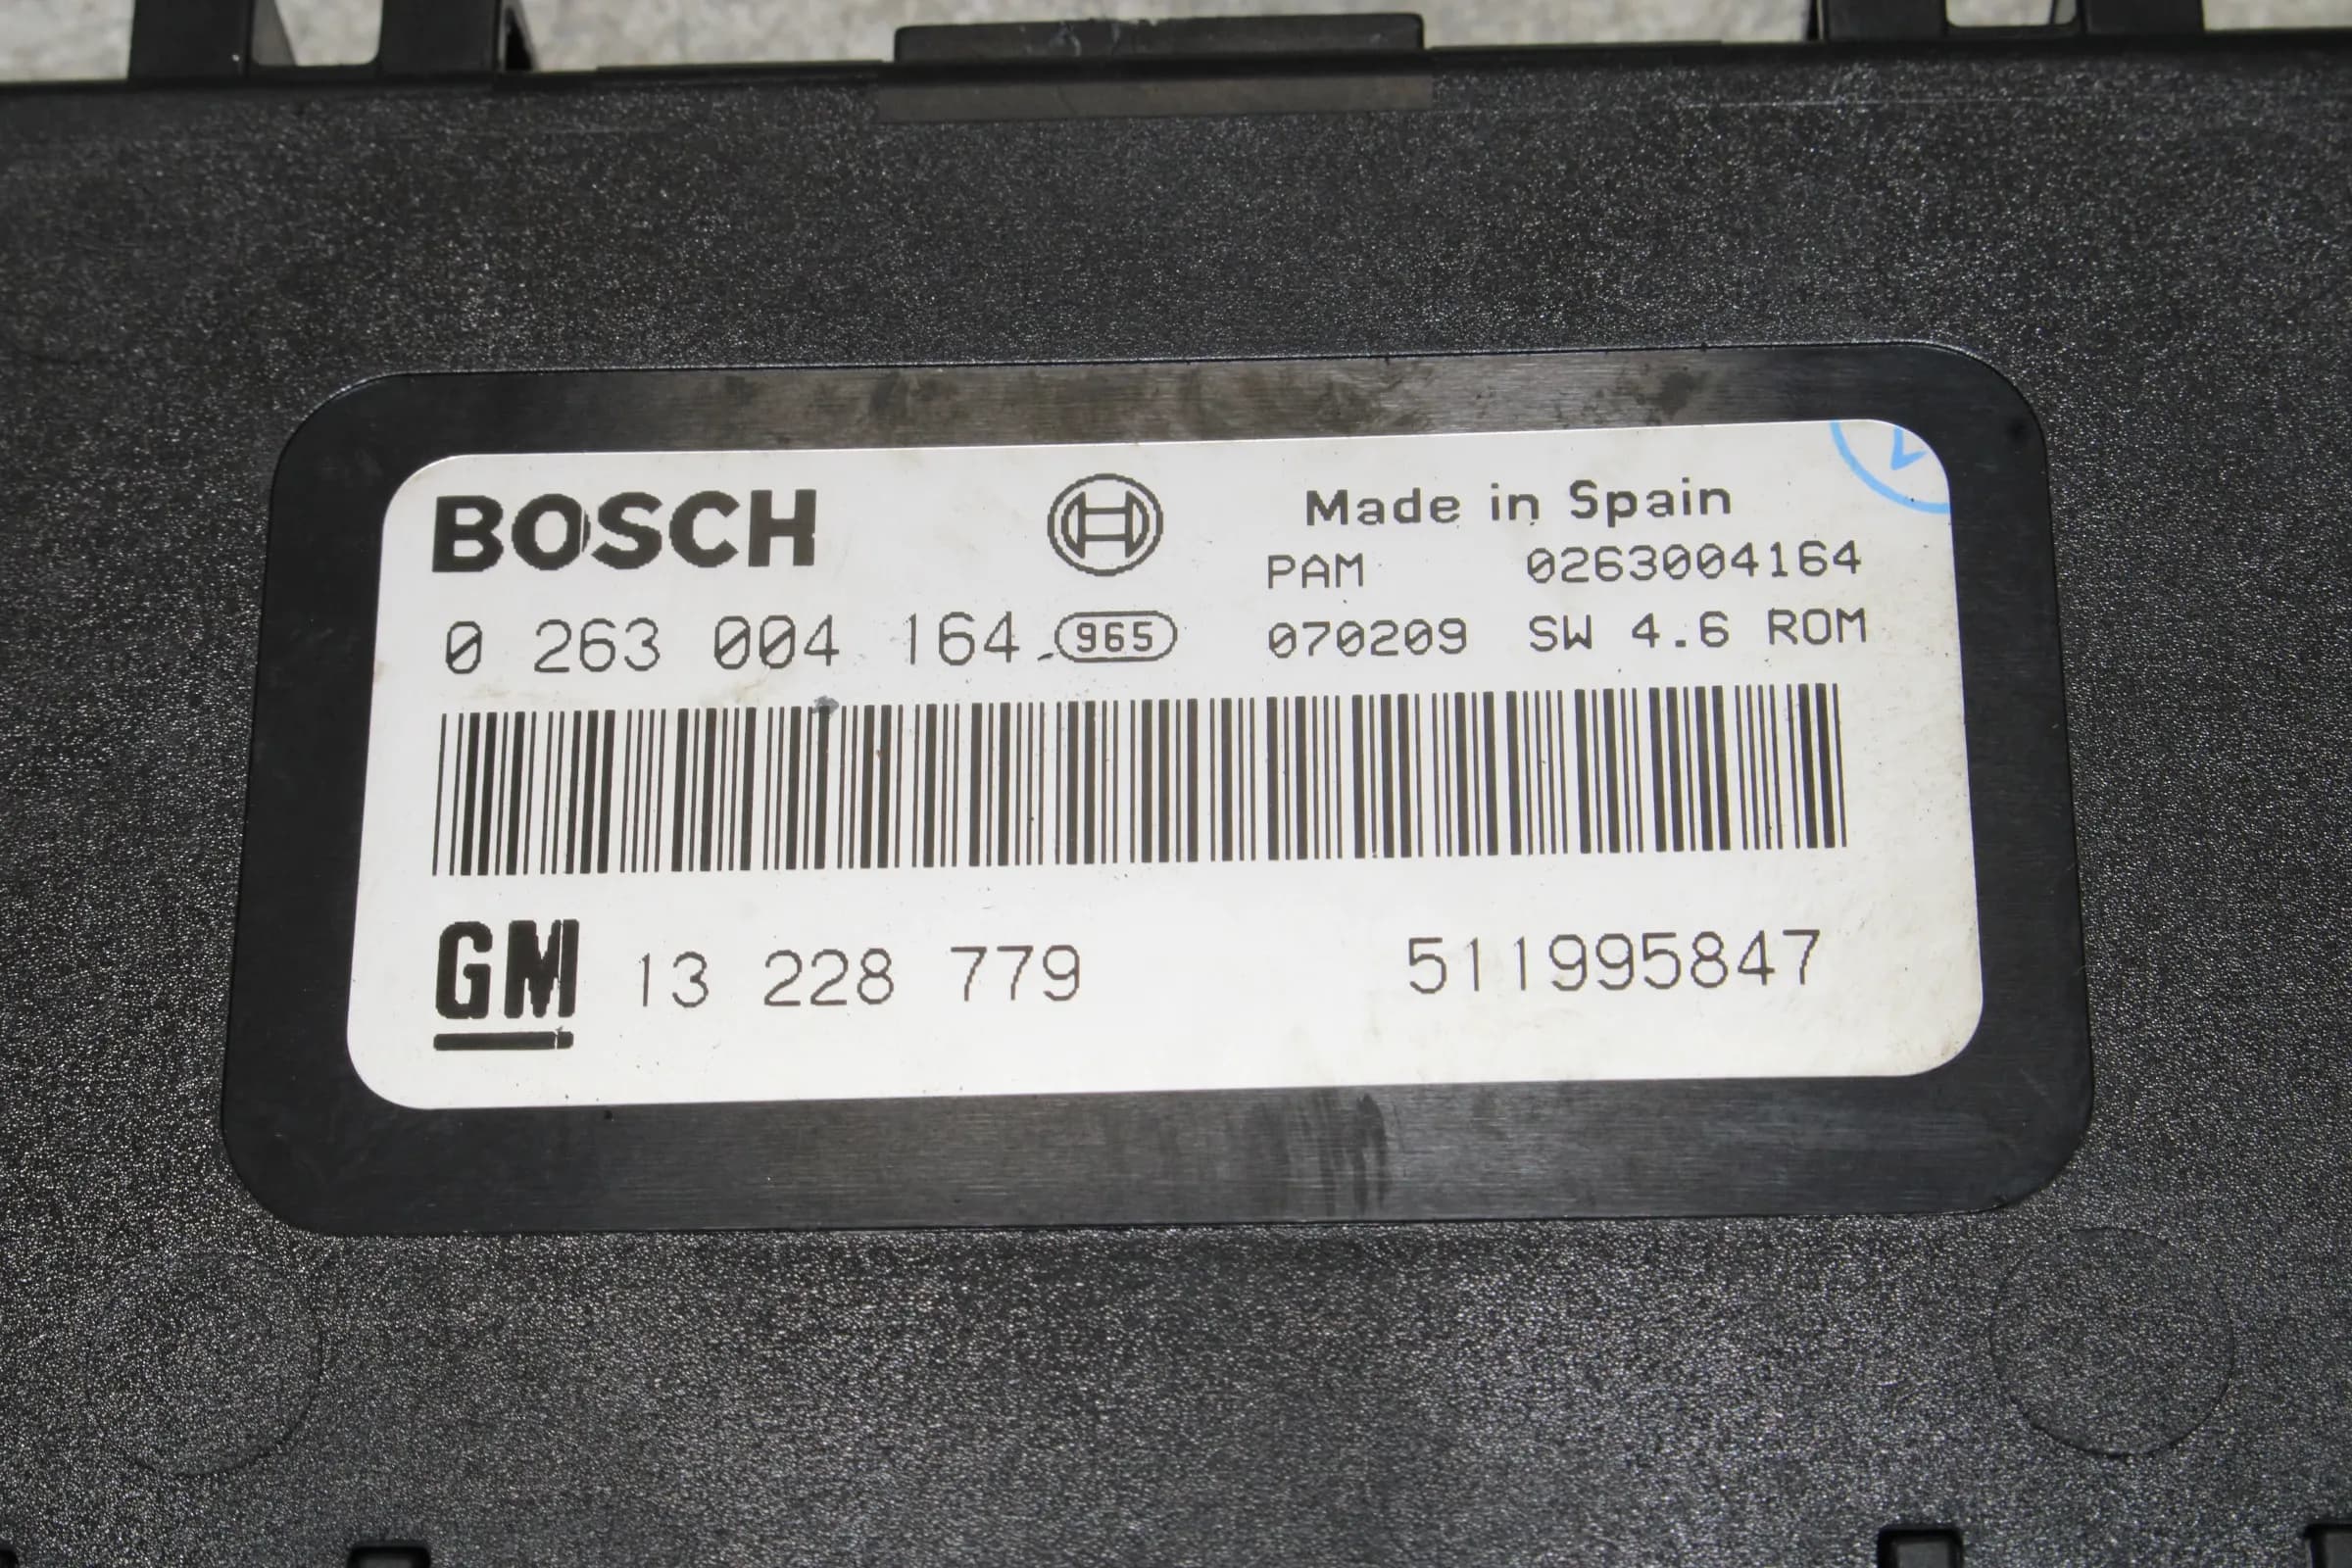 BOSCH
Made in Spain
PAM 0263004164
0 263 004 164 965
070209 SW 4.6 ROM
GM 13 228 779 511995847